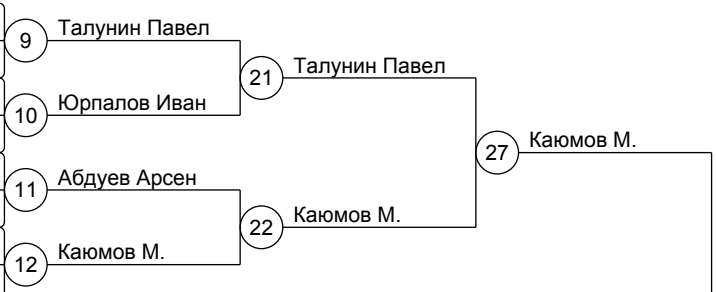 9 Талунин Павел
21 Талунин Павел
10 Юрпалов Иван
27 Каюмов М.
11 Абдуев Арсен
22 Каюмов М.
12 Каюмов М.